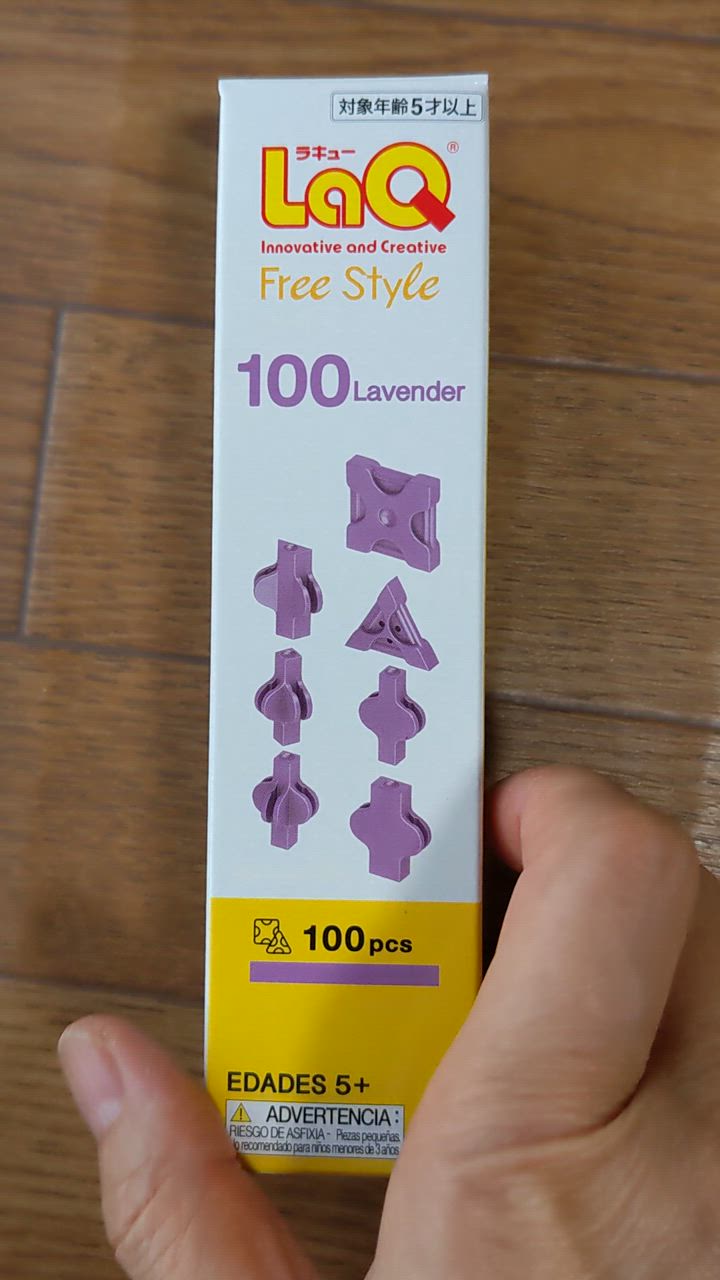 対象年齢5才以上
ラキュー
LaQ®
Innovative and Creative
Free Style
100 Lavender
100 pcs
EDADES 5+
ADVERTENCIA:
RIESGO DE ASFIXIA - Piezas pequeñas.
No recomendado para niños menores de 3 años